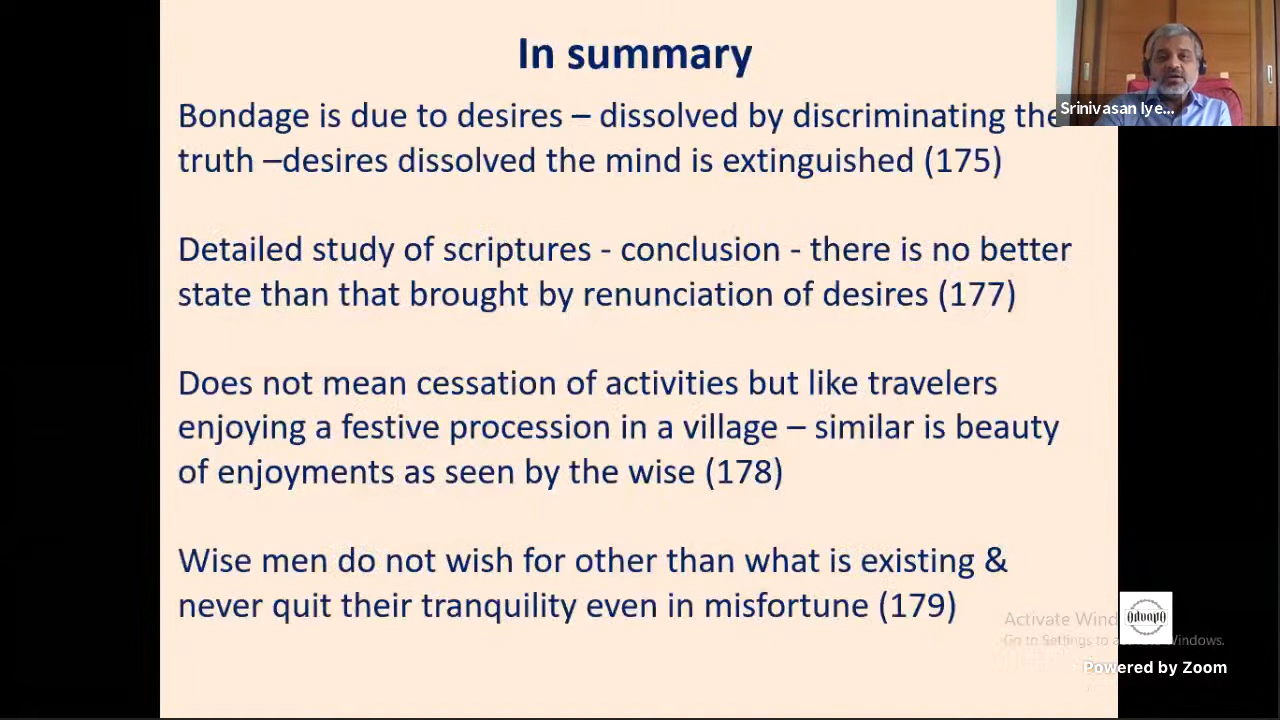 In summary
Bondage is due to desires – dissolved by discriminating the
truth –desires dissolved the mind is extinguished (175)
Detailed study of scriptures - conclusion - there is no better
state than that brought by renunciation of desires (177)
Does not mean cessation of activities but like travelers
enjoying a festive procession in a village – similar is beauty
of enjoyments as seen by the wise (178)
Wise men do not wish for other than what is existing &
never quit their tranquility even in misfortune (179)
Srinivasan Iye...
Activate Wind
Go to Settings to a Windows.
Powered by Zoom